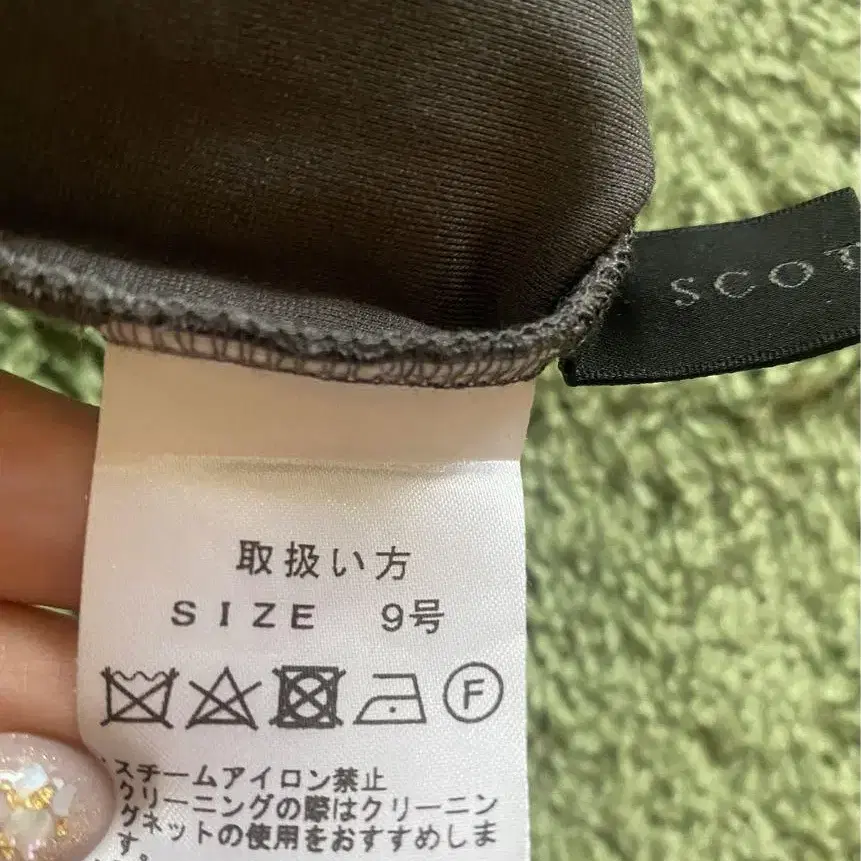 SCOT
取扱い方
SIZE 9号
F
スチームアイロン禁止
クリーニングの際はクリーニン
グネットの使用をおすすめしま
す。